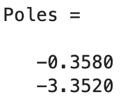 Poles =
-0.3580
-3.3520